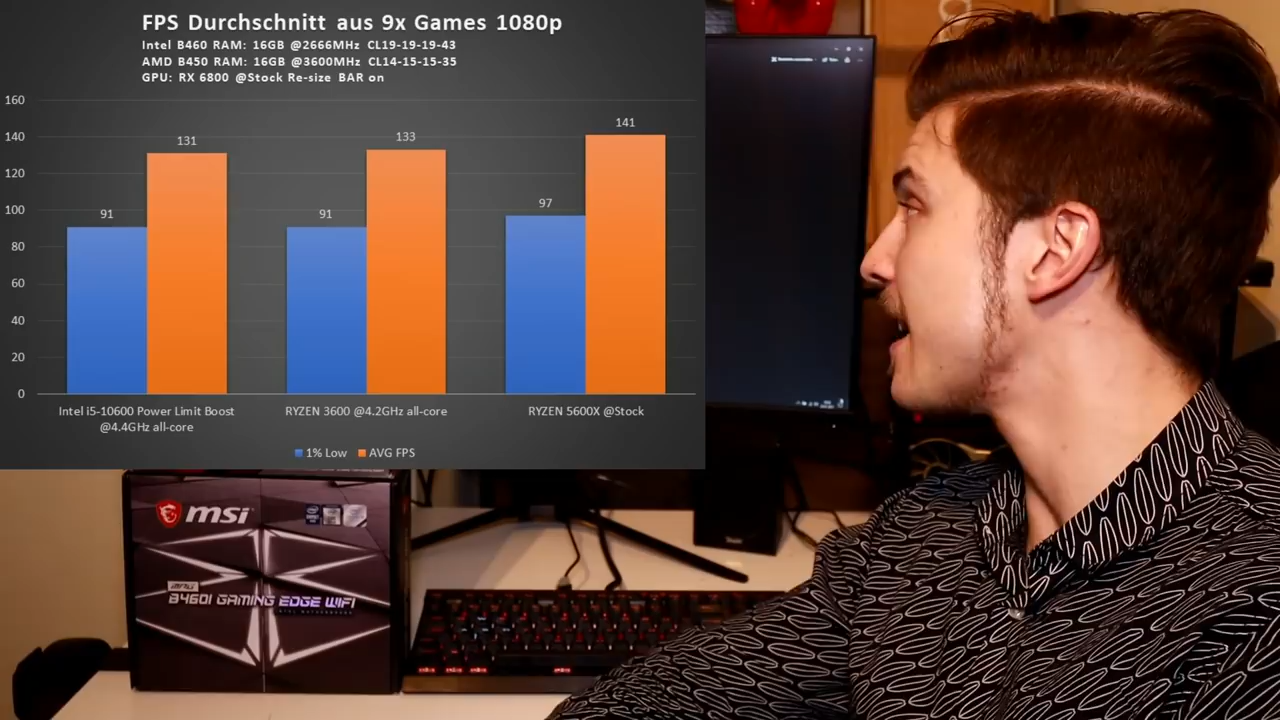 FPS Durchschnitt aus 9x Games 1080p
Intel B460 RAM: 16GB @2666MHz CL19-19-19-43
AMD B450 RAM: 16GB @3600MHz CL14-15-15-35
GPU: RX 6800 @Stock Re-size BAR on
160
140
120
100
80
60
40
20
0
91
131
91
133
97
141
Intel i5-10600 Power Limit Boost
@4.4GHz all-core
RYZEN 3600 @4.2GHz all-core
RYZEN 5600X @Stock
1% Low
AVG FPS
msi
B460I GAMING EDGE WIFI